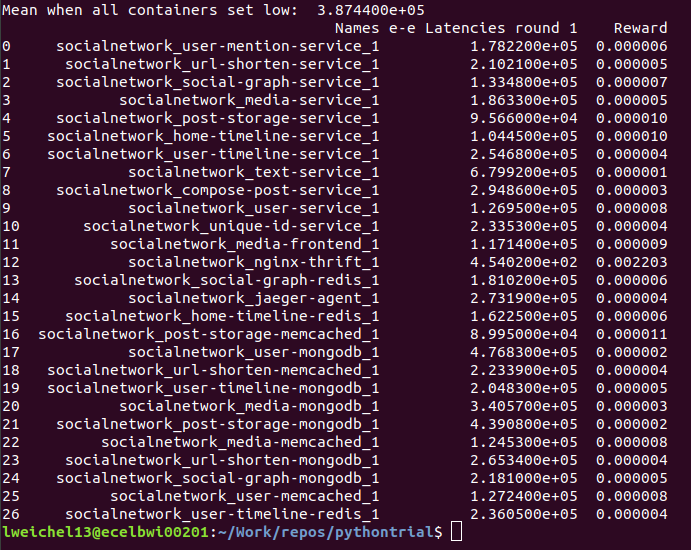 Mean when all containers set low:  3.874400e+05
Names e-e Latencies round 1    Reward
0     socialnetwork_user-mention-service_1    1.782200e+05  0.000006
1     socialnetwork_url-shorten-service_1    2.102100e+05  0.000005
2     socialnetwork_social-graph-service_1    1.334800e+05  0.000007
3     socialnetwork_media-service_1    1.863300e+05  0.000005
4     socialnetwork_post-storage-service_1    9.566000e+04  0.000010
5     socialnetwork_home-timeline-service_1    1.044500e+05  0.000010
6     socialnetwork_user-timeline-service_1    2.546800e+05  0.000004
7     socialnetwork_text-service_1    6.799200e+05  0.000001
8     socialnetwork_compose-post-service_1    2.948600e+05  0.000003
9     socialnetwork_user-service_1    1.269500e+05  0.000008
10    socialnetwork_unique-id-service_1    2.335300e+05  0.000004
11    socialnetwork_media-frontend_1    1.171400e+05  0.000009
12    socialnetwork_nginx-thrift_1    4.540200e+02  0.002203
13    socialnetwork_social-graph-redis_1    1.810200e+05  0.000006
14    socialnetwork_jaeger-agent_1    2.731900e+05  0.000004
15    socialnetwork_home-timeline-redis_1    1.622500e+05  0.000006
16    socialnetwork_post-storage-memcached_1    8.995000e+04  0.000011
17    socialnetwork_user-mongodb_1    4.768300e+05  0.000002
18    socialnetwork_url-shorten-memcached_1    2.233900e+05  0.000004
19    socialnetwork_user-timeline-mongodb_1    2.048300e+05  0.000005
20    socialnetwork_media-mongodb_1    3.405700e+05  0.000003
21    socialnetwork_post-storage-mongodb_1    4.390800e+05  0.000002
22    socialnetwork_media-memcached_1    1.245300e+05  0.000008
23    socialnetwork_url-shorten-mongodb_1    2.653400e+05  0.000004
24    socialnetwork_social-graph-mongodb_1    2.181000e+05  0.000005
25    socialnetwork_user-memcached_1    1.272400e+05  0.000008
26    socialnetwork_user-timeline-redis_1    2.360500e+05  0.000004
lweichel13@ecelbwi00201:~/Work/repos/pythontrial$